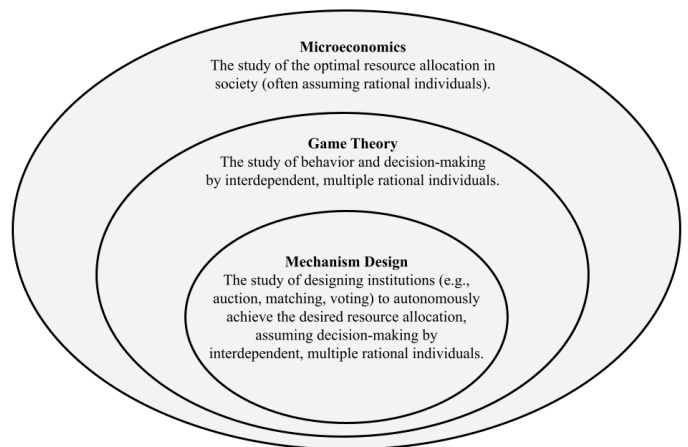 Microeconomics
The study of the optimal resource allocation in
society (often assuming rational individuals).
Game Theory
The study of behavior and decision-making
by interdependent, multiple rational individuals.
Mechanism Design
The study of designing institutions (e.g.,
auction, matching, voting) to autonomously
achieve the desired resource allocation,
assuming decision-making by
interdependent, multiple rational individuals.